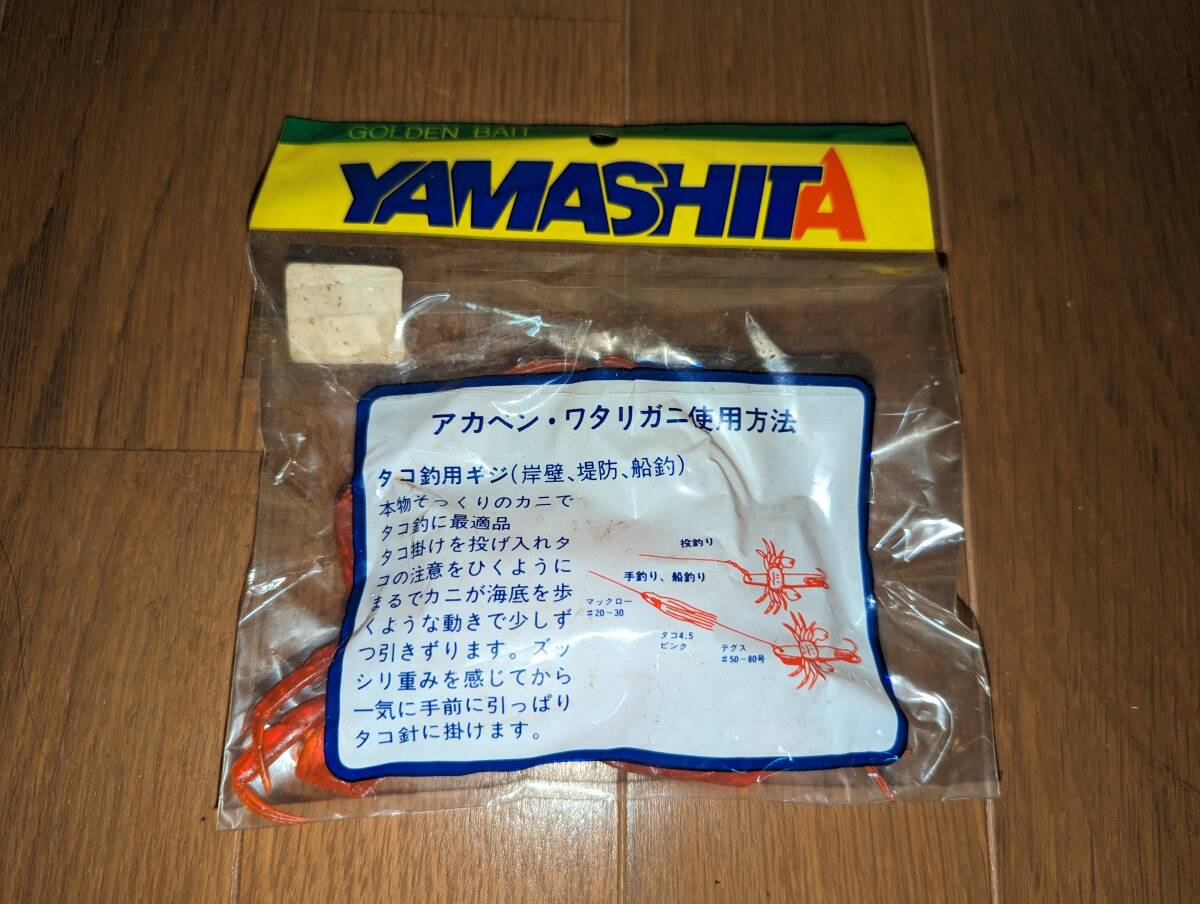 GOLDEN BAIT
YAMASHITA
アカベン・ワタリガニ使用方法
タコ釣用ギジ(岸壁、堤防、船釣)
本物そっくりのカニで
タコ釣に最適品
タコ掛けを投げ入れタ
コの注意をひくように
まるでカニが海底を歩
くような動きで少しず
つ引きずります。ズッ
シリ重みを感じてから
一気に手前に引っぱり
タコ針に掛けます。
投釣り
手釣り、船釣り
マックロー
#20~30
タコ4.5
ピンク
テグス
#50~80号